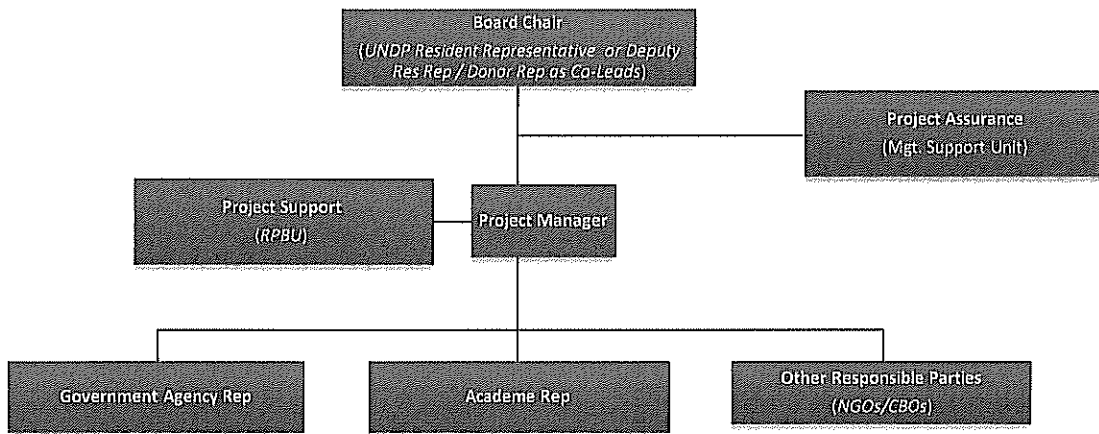 Board Chair
(UNDP Resident Representative or Deputy
Res Rep / Donor Rep as Co-Leads)
Project Assurance
(Mgt. Support Unit)
Project Support
(RPBU)
Project Manager
Government Agency Rep
Academe Rep
Other Responsible Parties
(NGOs/CBOs)